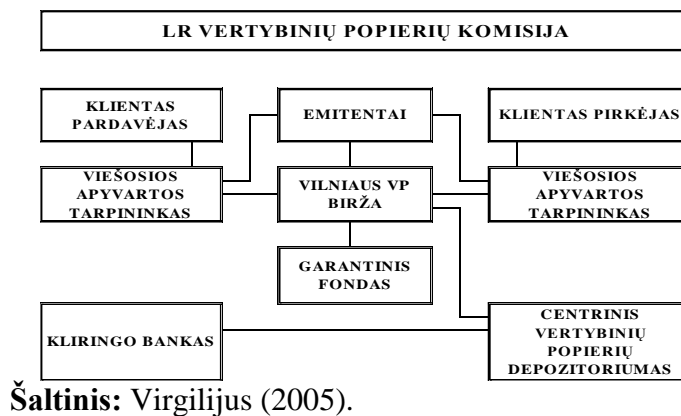 LR VERTYBINIŲ POPIERIŲ KOMISIJA
KLIENTAS
PARDAVĖJAS
EMITENTAI
KLIENTAS PIRKĖJAS
VIEŠOSIOS
APYVARTOS
TARPININKAS
VILNIAUS VP
BIRŽA
VIEŠOSIOS
APYVARTOS
TARPININKAS
GARANTINIS
FONDAS
KLIRINGO BANKAS
CENTRINIS
VERTYBINIŲ
POPIERIŲ
DEPOZITORIUMAS
Šaltinis: Virgilijus (2005).